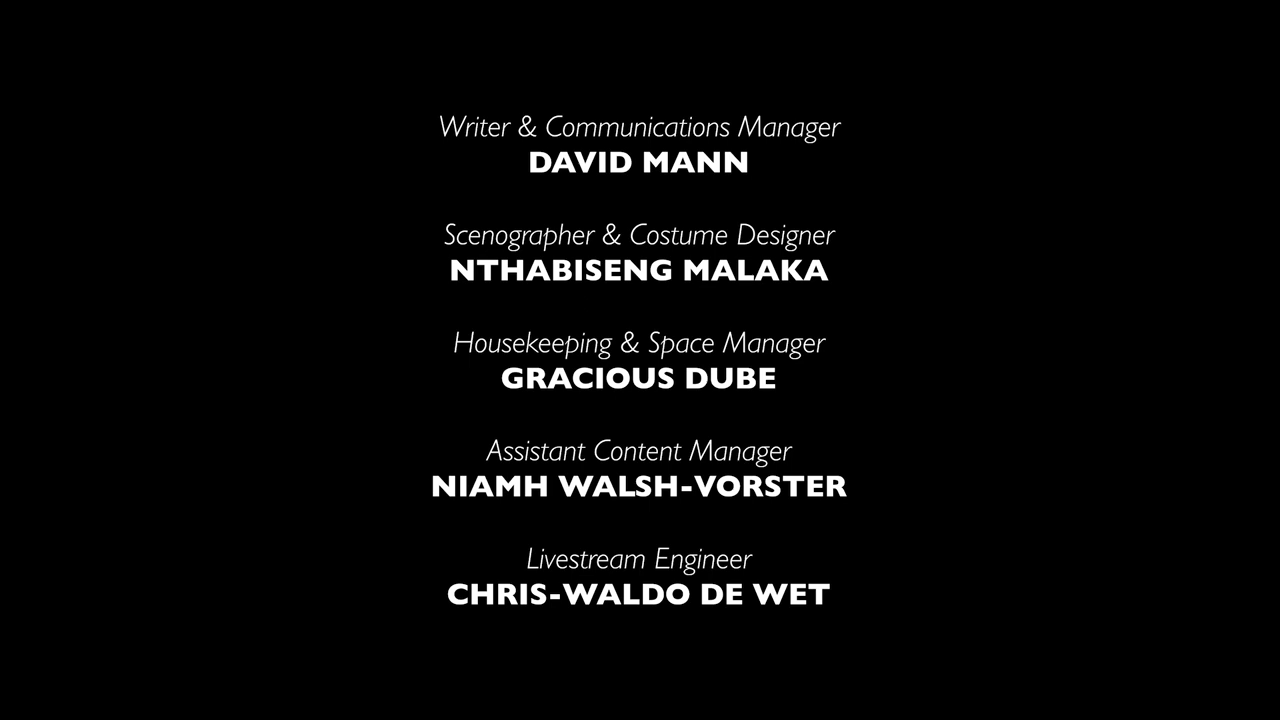 Writer & Communications Manager
DAVID MANN
Scenographer & Costume Designer
NTHABISENG MALAKA
Housekeeping & Space Manager
GRACIOUS DUBE
Assistant Content Manager
NIAMH WALSH-VORSTER
Livestream Engineer
CHRIS-WALDO DE WET